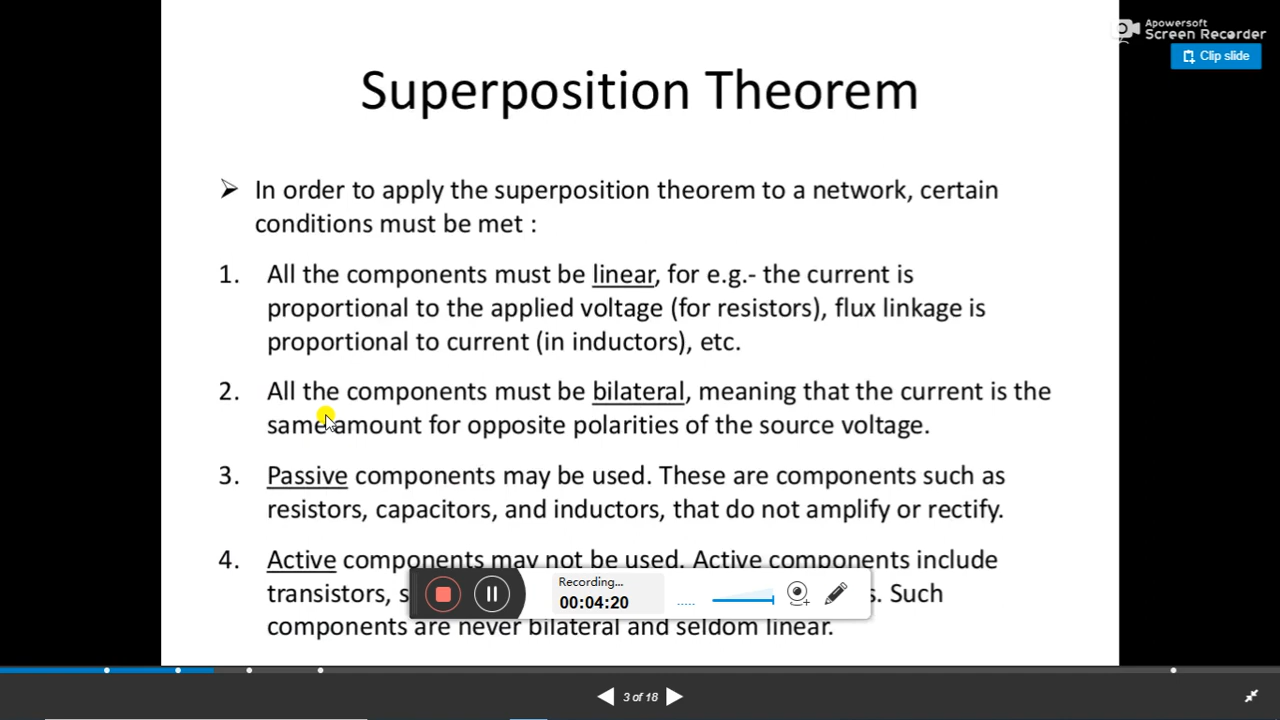 Apowersoft
Screen Recorder
Clip slide
Superposition Theorem
➢ In order to apply the superposition theorem to a network, certain
conditions must be met :
1. All the components must be linear, for e.g.- the current is
proportional to the applied voltage (for resistors), flux linkage is
proportional to current (in inductors), etc.
2. All the components must be bilateral, meaning that the current is the
same amount for opposite polarities of the source voltage.
3. Passive components may be used. These are components such as
resistors, capacitors, and inductors, that do not amplify or rectify.
4. Active components may not be used. Active components include
transistors, s. Such
components are never bilateral and seldom linear.
Recording...
00:04:20
3 of 18